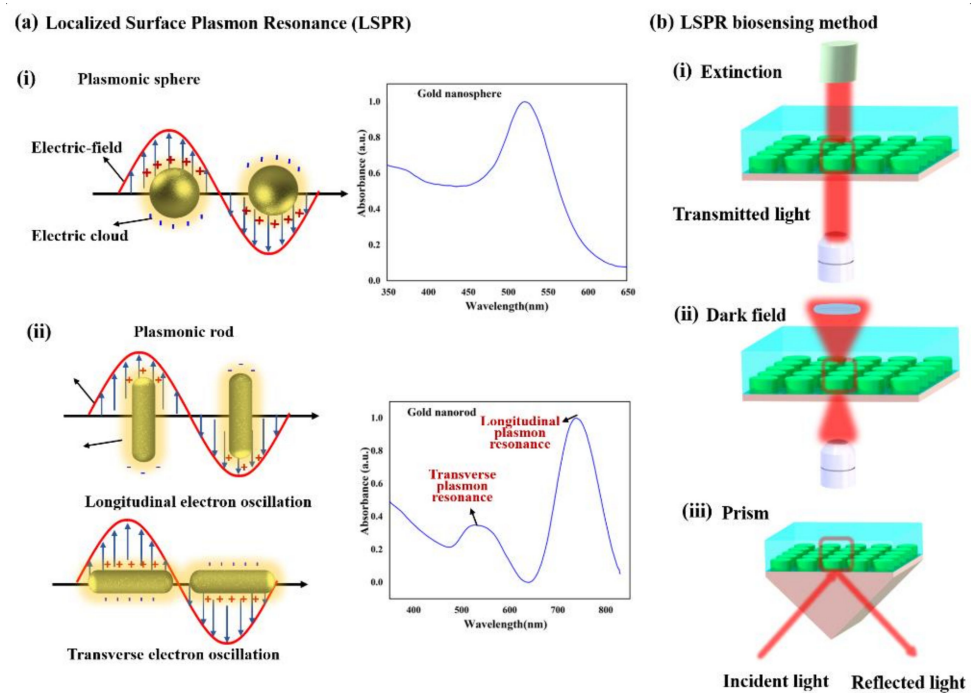 (a) Localized Surface Plasmon Resonance (LSPR)
(i) Plasmonic sphere
Electric-field
Electric cloud
Gold nanosphere
Absorbance (a.u.)
1.0
0.8
0.6
0.4
0.2
0.0
350 400 450 500 550 600 650
Wavelength(nm)
(ii) Plasmonic rod
Longitudinal electron oscillation
Transverse electron oscillation
Gold nanorod
Longitudinal
plasmon
resonance
Transverse
plasmon
resonance
Absorbance (a.u.)
1.0
0.8
0.6
0.4
0.2
0.0
400 500 600 700 800
Wavelength(nm)
(b) LSPR biosensing method
(i) Extinction
Transmitted light
(ii) Dark field
(iii) Prism
Incident light Reflected light